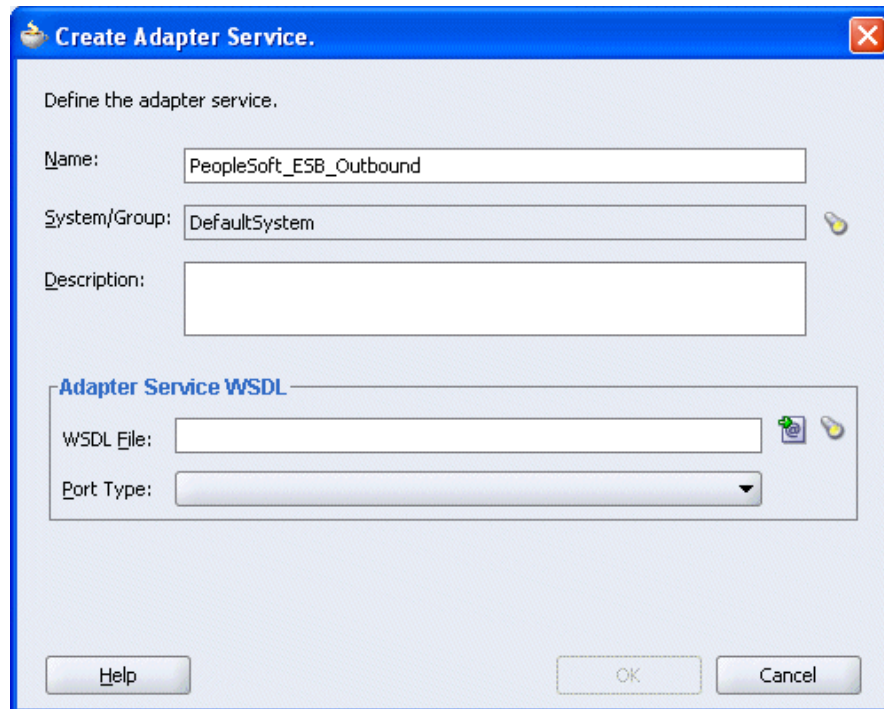 Create Adapter Service.
Define the adapter service.
Name: PeopleSoft_ESB_Outbound
System/Group: DefaultSystem
Description:
Adapter Service WSDL
WSDL File:
Port Type:
Help OK Cancel